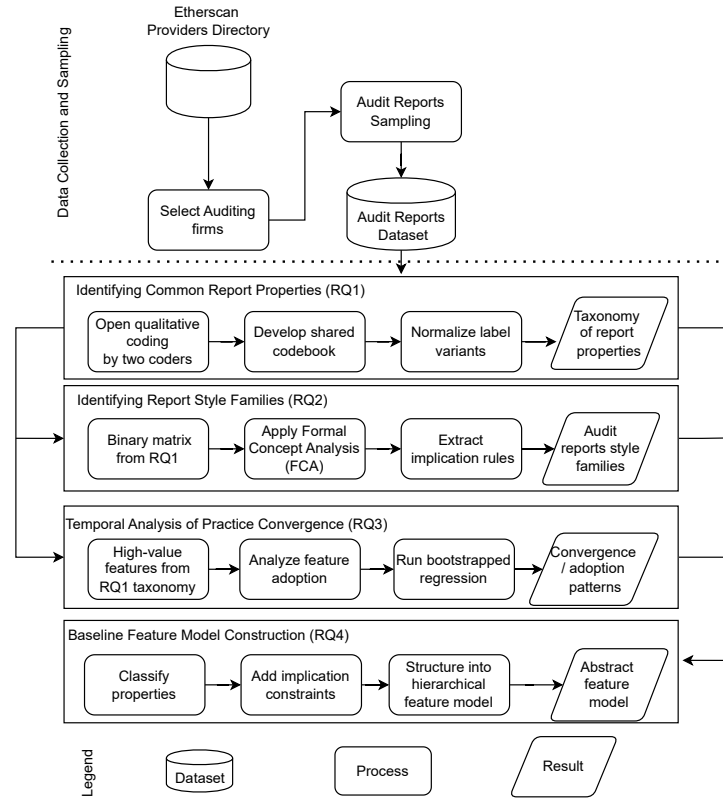 Etherscan
Providers Directory
Data Collection and Sampling
Audit Reports
Sampling
Select Auditing
firms
Audit Reports
Dataset
Identifying Common Report Properties (RQ1)
Open qualitative
coding
by two coders
Develop shared
codebook
Normalize label
variants
Taxonomy
of report
properties
Identifying Report Style Families (RQ2)
Binary matrix
from RQ1
Apply Formal
Concept Analysis
(FCA)
Extract
implication rules
Audit
reports style
families
Temporal Analysis of Practice Convergence (RQ3)
High-value
features from
RQ1 taxonomy
Analyze feature
adoption
Run bootstrapped
regression
Convergence
/ adoption
patterns
Baseline Feature Model Construction (RQ4)
Classify
properties
Add implication
constraints
Structure into
hierarchical
feature model
Abstract
feature
model
Legend
Dataset
Process
Result